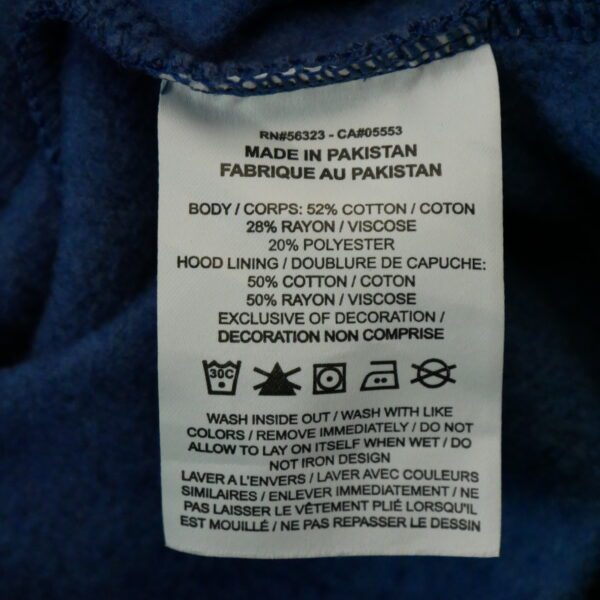 RN#56323 - CA#05553
MADE IN PAKISTAN
FABRIQUE AU PAKISTAN
BODY / CORPS: 52% COTTON / COTON
28% RAYON / VISCOSE
20% POLYESTER
HOOD LINING / DOUBLURE DE CAPUCHE:
50% COTTON / COTON
50% RAYON / VISCOSE
EXCLUSIVE OF DECORATION /
DECORATION NON COMPRISE
30C
WASH INSIDE OUT / WASH WITH LIKE
COLORS / REMOVE IMMEDIATELY / DO NOT
ALLOW TO LAY ON ITSELF WHEN WET / DO
NOT IRON DESIGN
LAVER A L'ENVERS / LAVER AVEC COULEURS
SIMILAIRES / ENLEVER IMMEDIATEMENT / NE
PAS LAISSER LE VÊTEMENT PLIÉ LORSQU'IL
EST MOUILLÉ / NE PAS REPASSER LE DESSIN